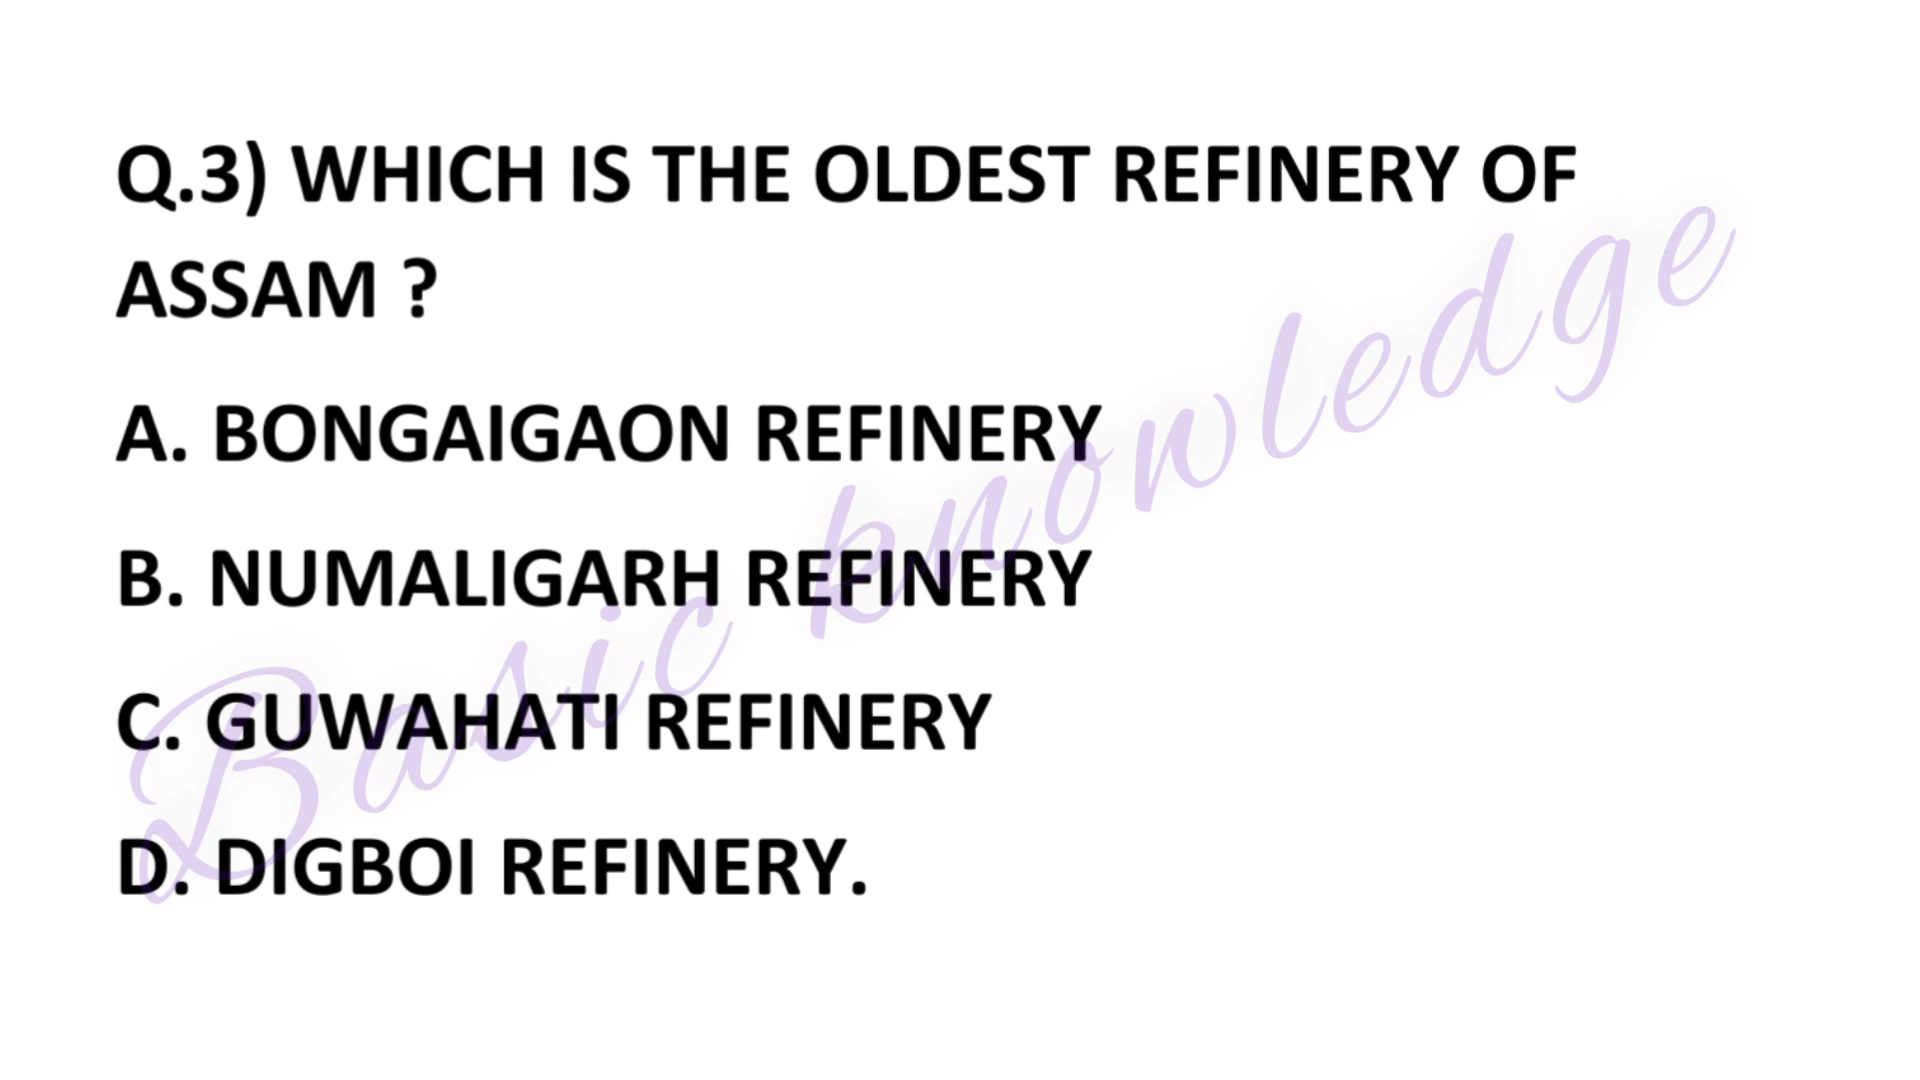 Q.3) WHICH IS THE OLDEST REFINERY OF
ASSAM ?
A. BONGAIGAON REFINERY
B. NUMALIGARH REFINERY
C. GUWAHATI REFINERY
D. DIGBOI REFINERY.
Basic knowledge